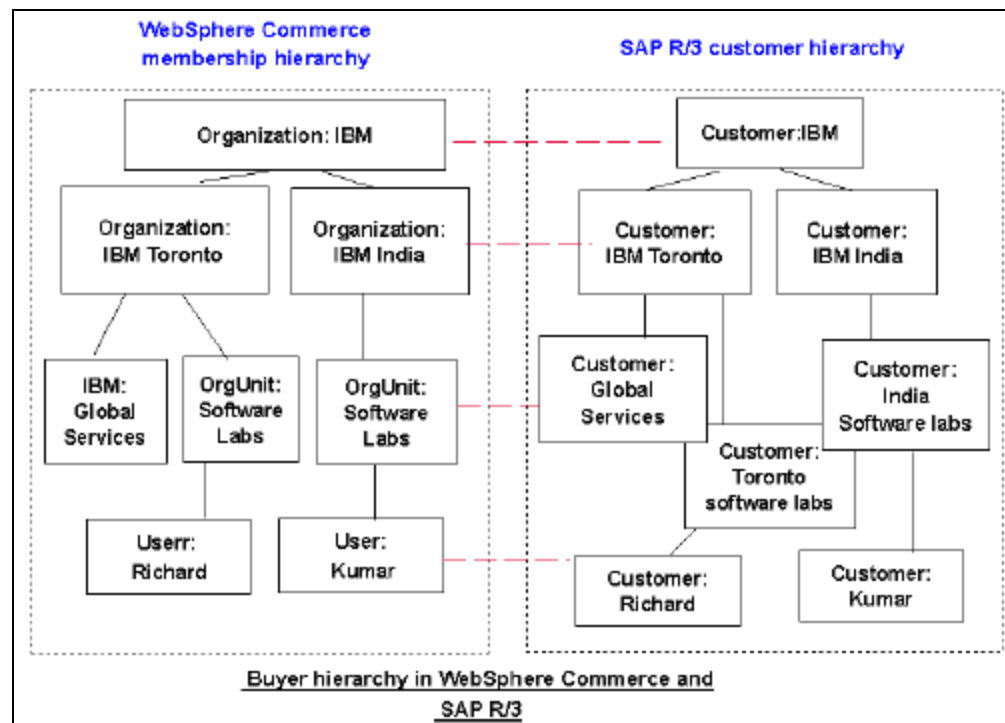 WebSphere Commerce
membership hierarchy
SAP R/3 customer hierarchy
Organization: IBM
Customer:IBM
Organization:
IBM Toronto
Organization:
IBM India
Customer:
IBM Toronto
Customer:
IBM India
IBM:
Global
Services
OrgUnit:
Software
Labs
OrgUnit:
Software
Labs
Customer:
Global
Services
Customer:
India
Software labs
Customer:
Toronto
software labs
Userr:
Richard
User:
Kumar
Customer:
Richard
Customer:
Kumar
Buyer hierarchy in WebSphere Commerce and
SAP R/3